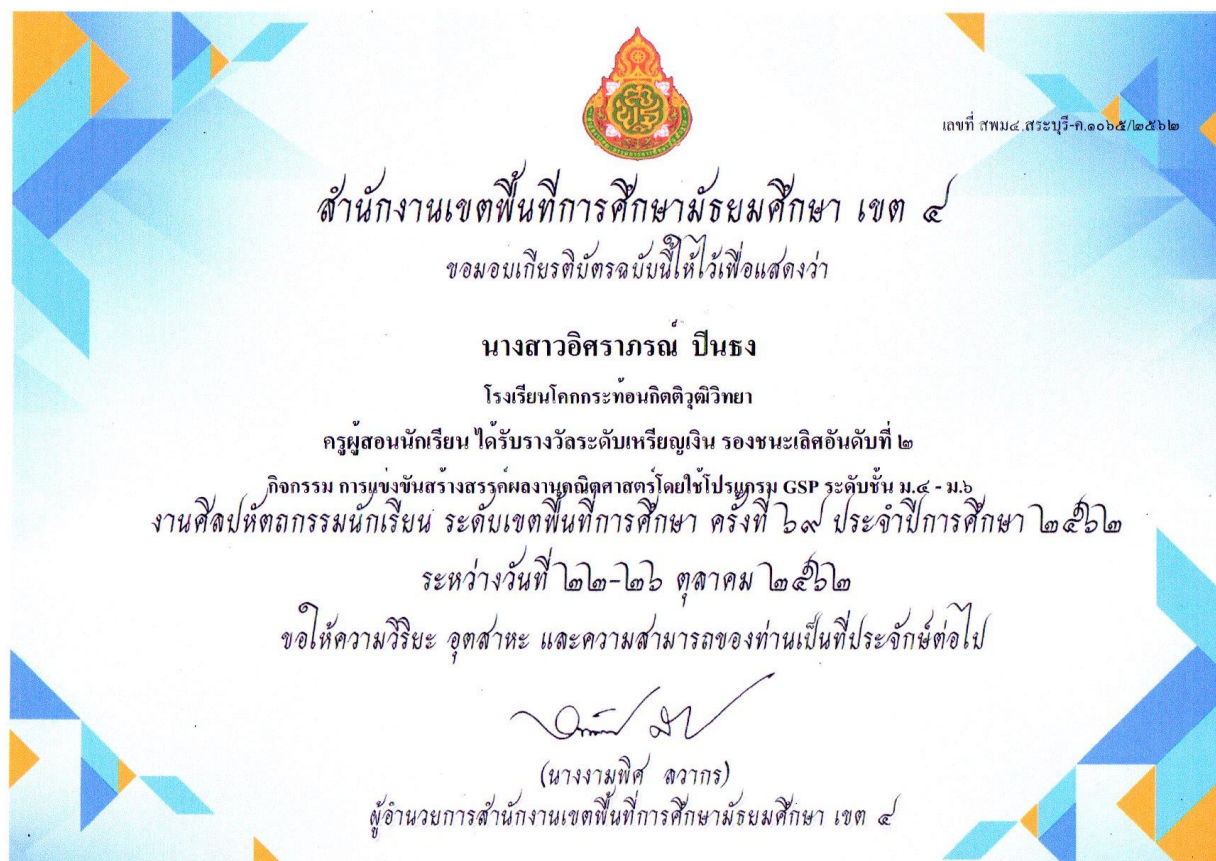 เลขที่ สพม๔.สระบุรี-ค.๑๐๖๕/๒๕๖๒
สำนักงานเขตพื้นที่การศึกษามัธยมศึกษา เขต ๔
ขอมอบเกียรติบัตรฉบับนี้ให้ไว้เพื่อแสดงว่า
นางสาวอิศราภรณ์ ปีนธง
โรงเรียนโคกกระท้อนกิตติวุฒิวิทยา
ครูผู้สอนนักเรียน ได้รับรางวัลระดับเหรียญเงิน รองชนะเลิศอันดับที่ ๒
กิจกรรม การแข่งขันสร้างสรรค์ผลงานคณิตศาสตร์โดยใช้โปรแกรม GSP ระดับชั้น ม.๔ - ม.๖
งานศิลปหัตถกรรมนักเรียน ระดับเขตพื้นที่การศึกษา ครั้งที่ ๖๙ ประจำปีการศึกษา ๒๕๖๒
ระหว่างวันที่ ๒๒-๒๖ ตุลาคม ๒๕๖๒
ขอให้ความวิริยะ อุตสาหะ และความสามารถของท่านเป็นที่ประจักษ์ต่อไป
(นางงามพิศ ลวากร)
ผู้อำนวยการสำนักงานเขตพื้นที่การศึกษามัธยมศึกษา เขต ๔